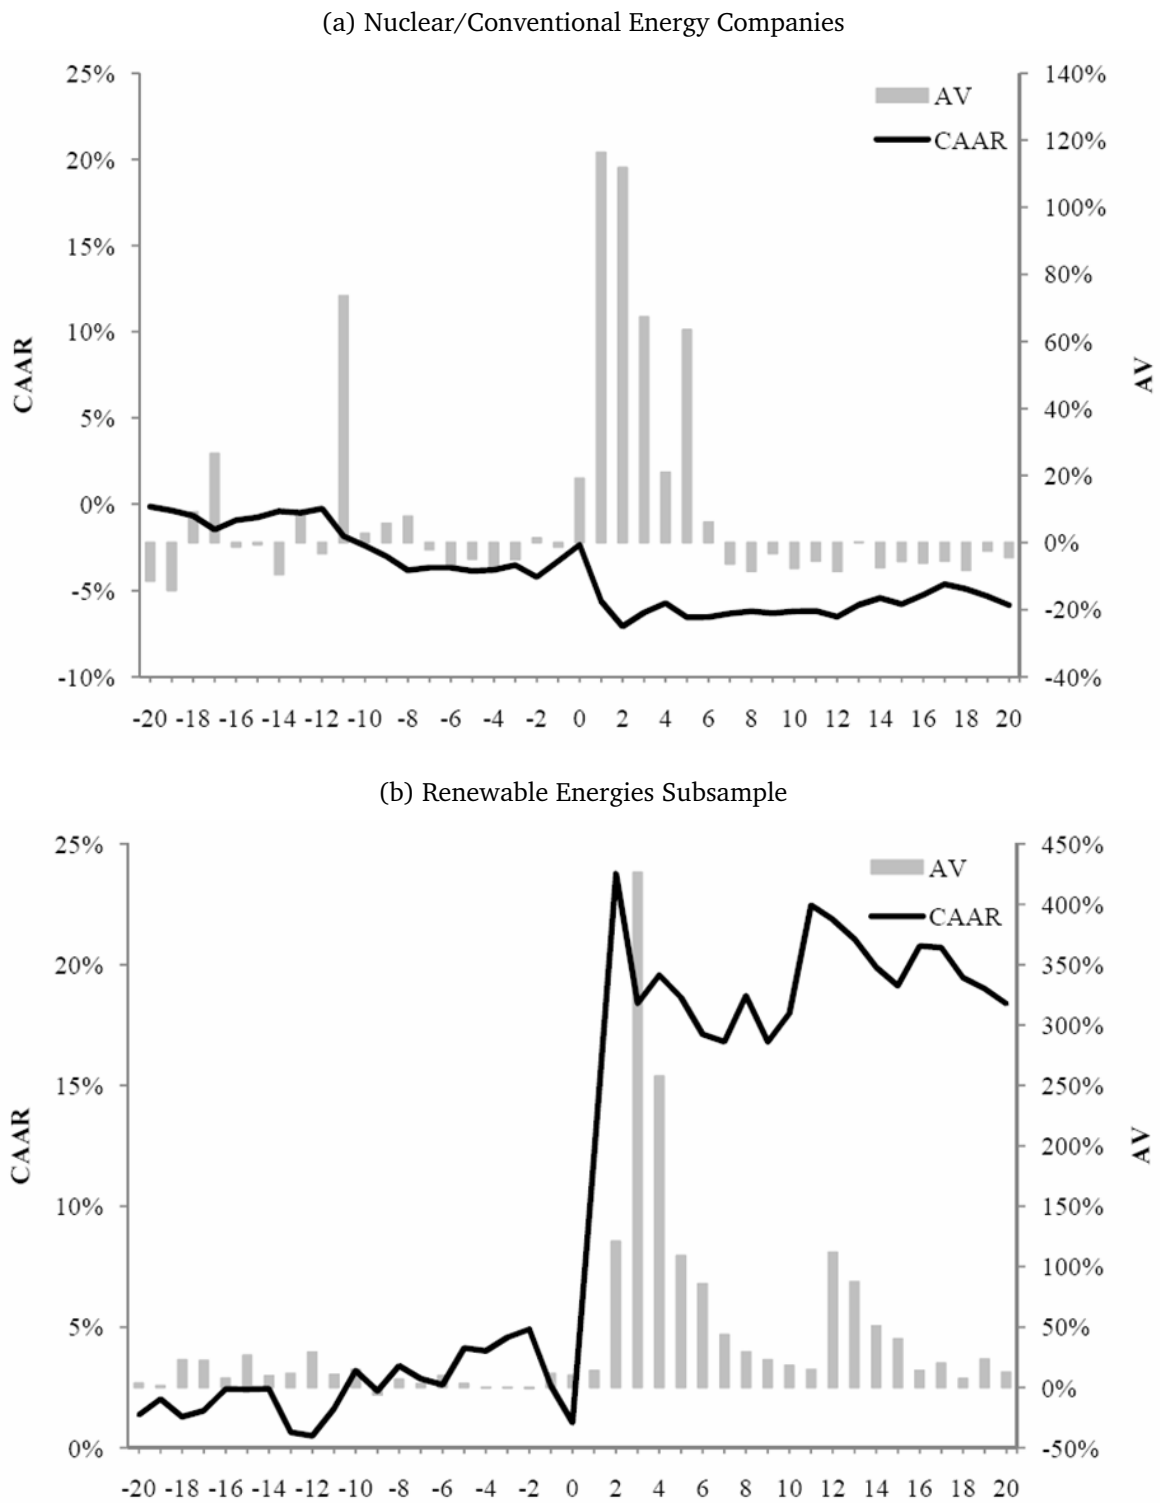 (a) Nuclear/Conventional Energy Companies
25% 140%
AV
20% 120%
CAAR
15% 100%
80%
10% 60%
CAAR AV
5% 40%
20%
0% 0%
-5% -20%
-10% -40%
-20 -18 -16 -14 -12 -10 -8 -6 -4 -2 0 2 4 6 8 10 12 14 16 18 20
(b) Renewable Energies Subsample
25% 450%
AV
400%
CAAR
20% 350%
300%
15% 250%
CAAR AV
200%
10% 150%
100%
5% 50%
0%
0% -50%
-20 -18 -16 -14 -12 -10 -8 -6 -4 -2 0 2 4 6 8 10 12 14 16 18 20